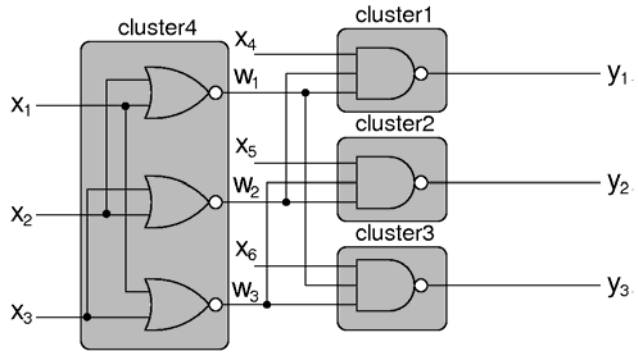 cluster4
cluster1
x₄
w₁
y₁
x₁
cluster2
x₅
w₂
y₂
x₂
cluster3
x₆
w₃
y₃
x₃